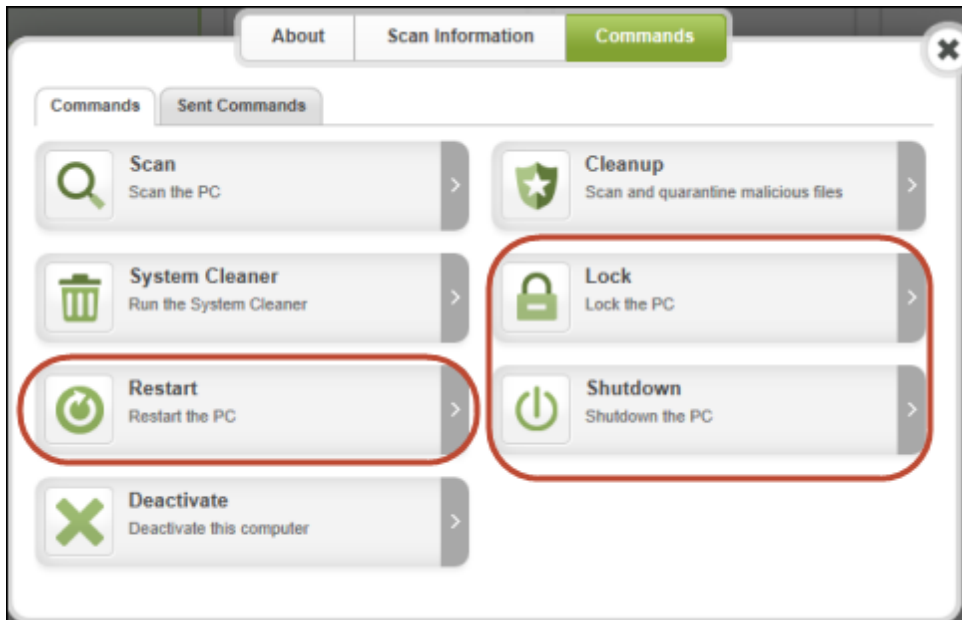 About
Scan Information
Commands
Commands
Sent Commands
Scan
Scan the PC
Cleanup
Scan and quarantine malicious files
System Cleaner
Run the System Cleaner
Lock
Lock the PC
Restart
Restart the PC
Shutdown
Shutdown the PC
Deactivate
Deactivate this computer